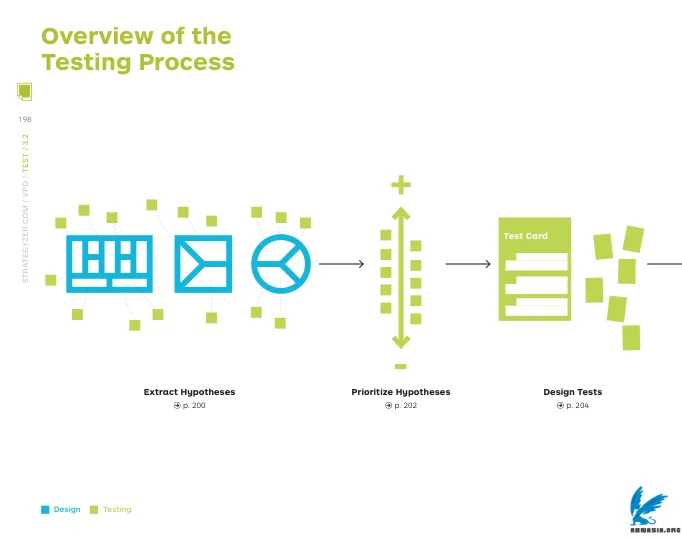 Overview of the
Testing Process
198
STRATEGYZER.COM / VPD / TEST / 3.2
+
Test Card
-
Extract Hypotheses
p. 200
Prioritize Hypotheses
p. 202
Design Tests
p. 204
Design
Testing
ARMASIA.ORG